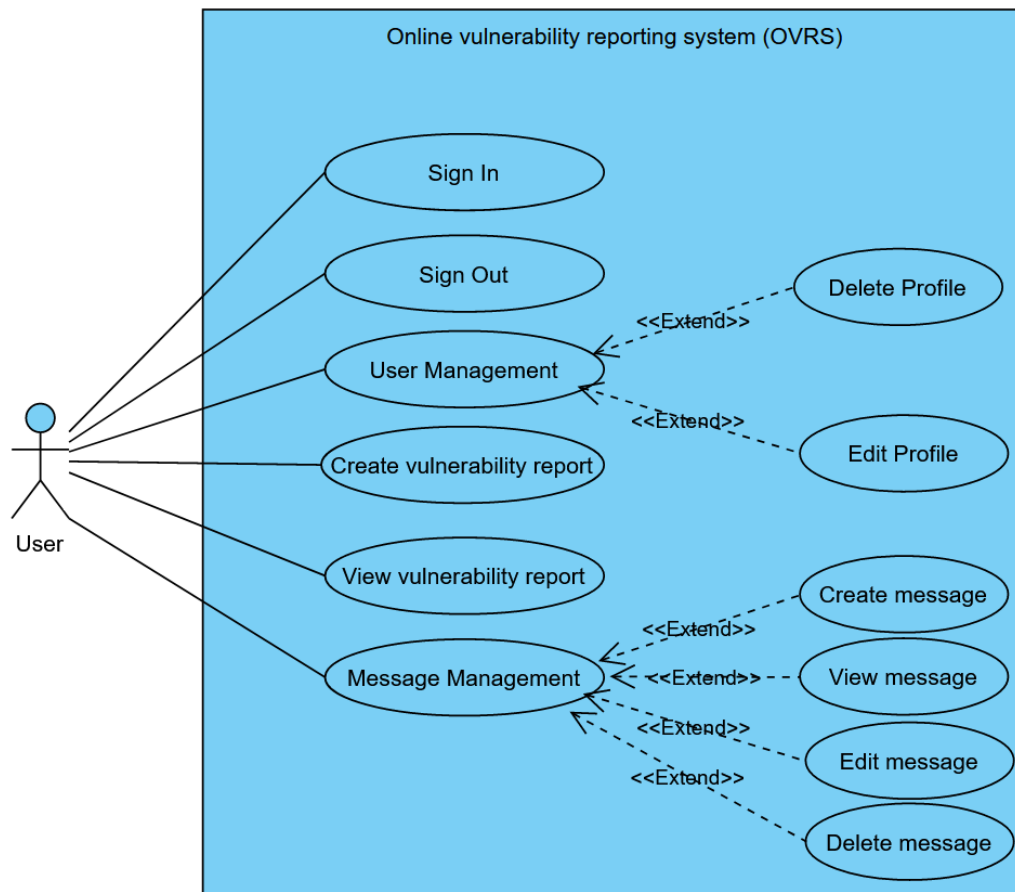 Online vulnerability reporting system (OVRS)
Sign In
Sign Out
Delete Profile
<<Extend>>
User Management
<<Extend>>
Edit Profile
Create vulnerability report
User
View vulnerability report
Create message
<<Extend>>
Message Management
<<Extend>>
View message
<<Extend>>
Edit message
<<Extend>>
Delete message